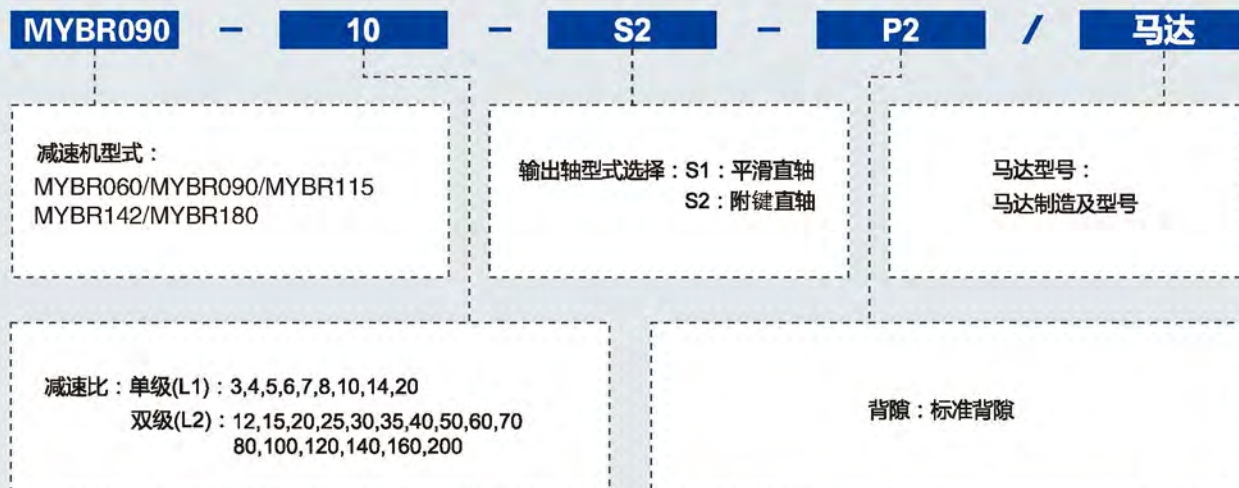 MYBR090 – 10 – S2 – P2 / 马达
减速机型式：
MYBR060/MYBR090/MYBR115
MYBR142/MYBR180
输出轴型式选择：S1：平滑直轴
S2：附键直轴
马达型号：
马达制造及型号
减速比：单级(L1)：3,4,5,6,7,8,10,14,20
双级(L2)：12,15,20,25,30,35,40,50,60,70
80,100,120,140,160,200
背隙：标准背隙